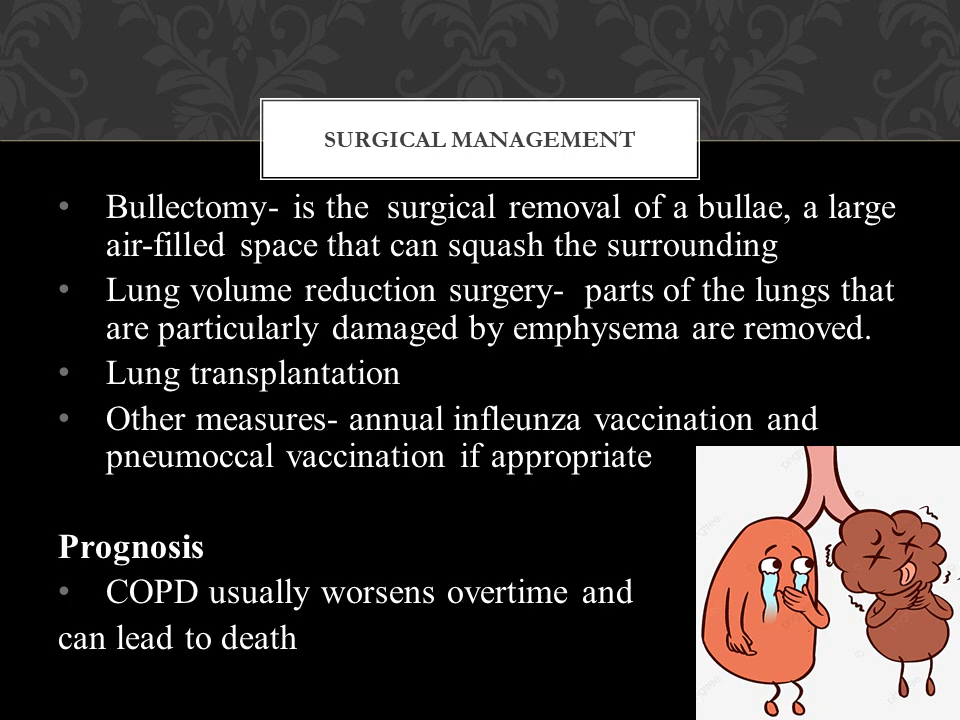 SURGICAL MANAGEMENT
• Bullectomy- is the surgical removal of a bullae, a large
air-filled space that can squash the surrounding
• Lung volume reduction surgery- parts of the lungs that
are particularly damaged by emphysema are removed.
• Lung transplantation
• Other measures- annual infleunza vaccination and
pneumoccal vaccination if appropriate
Prognosis
• COPD usually worsens overtime and
can lead to death